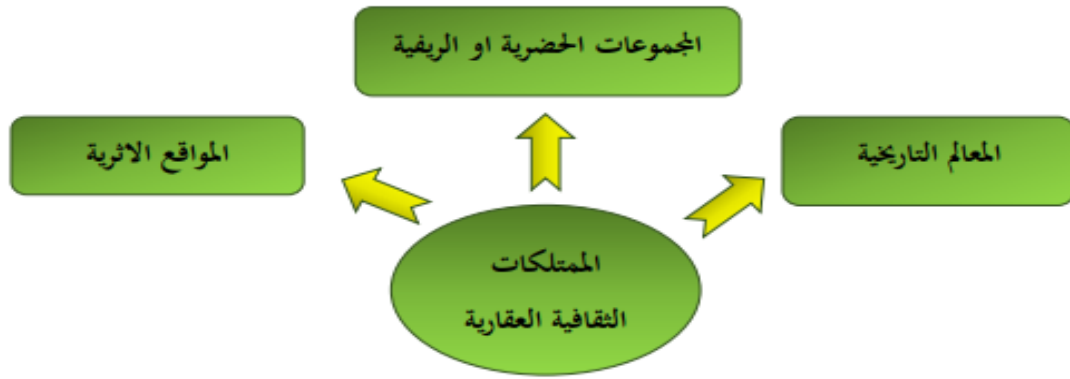 المجموعات الحضرية او الريفية
المعالم التاريخية
المواقع الاثرية
الممتلكات
الثقافية العقارية